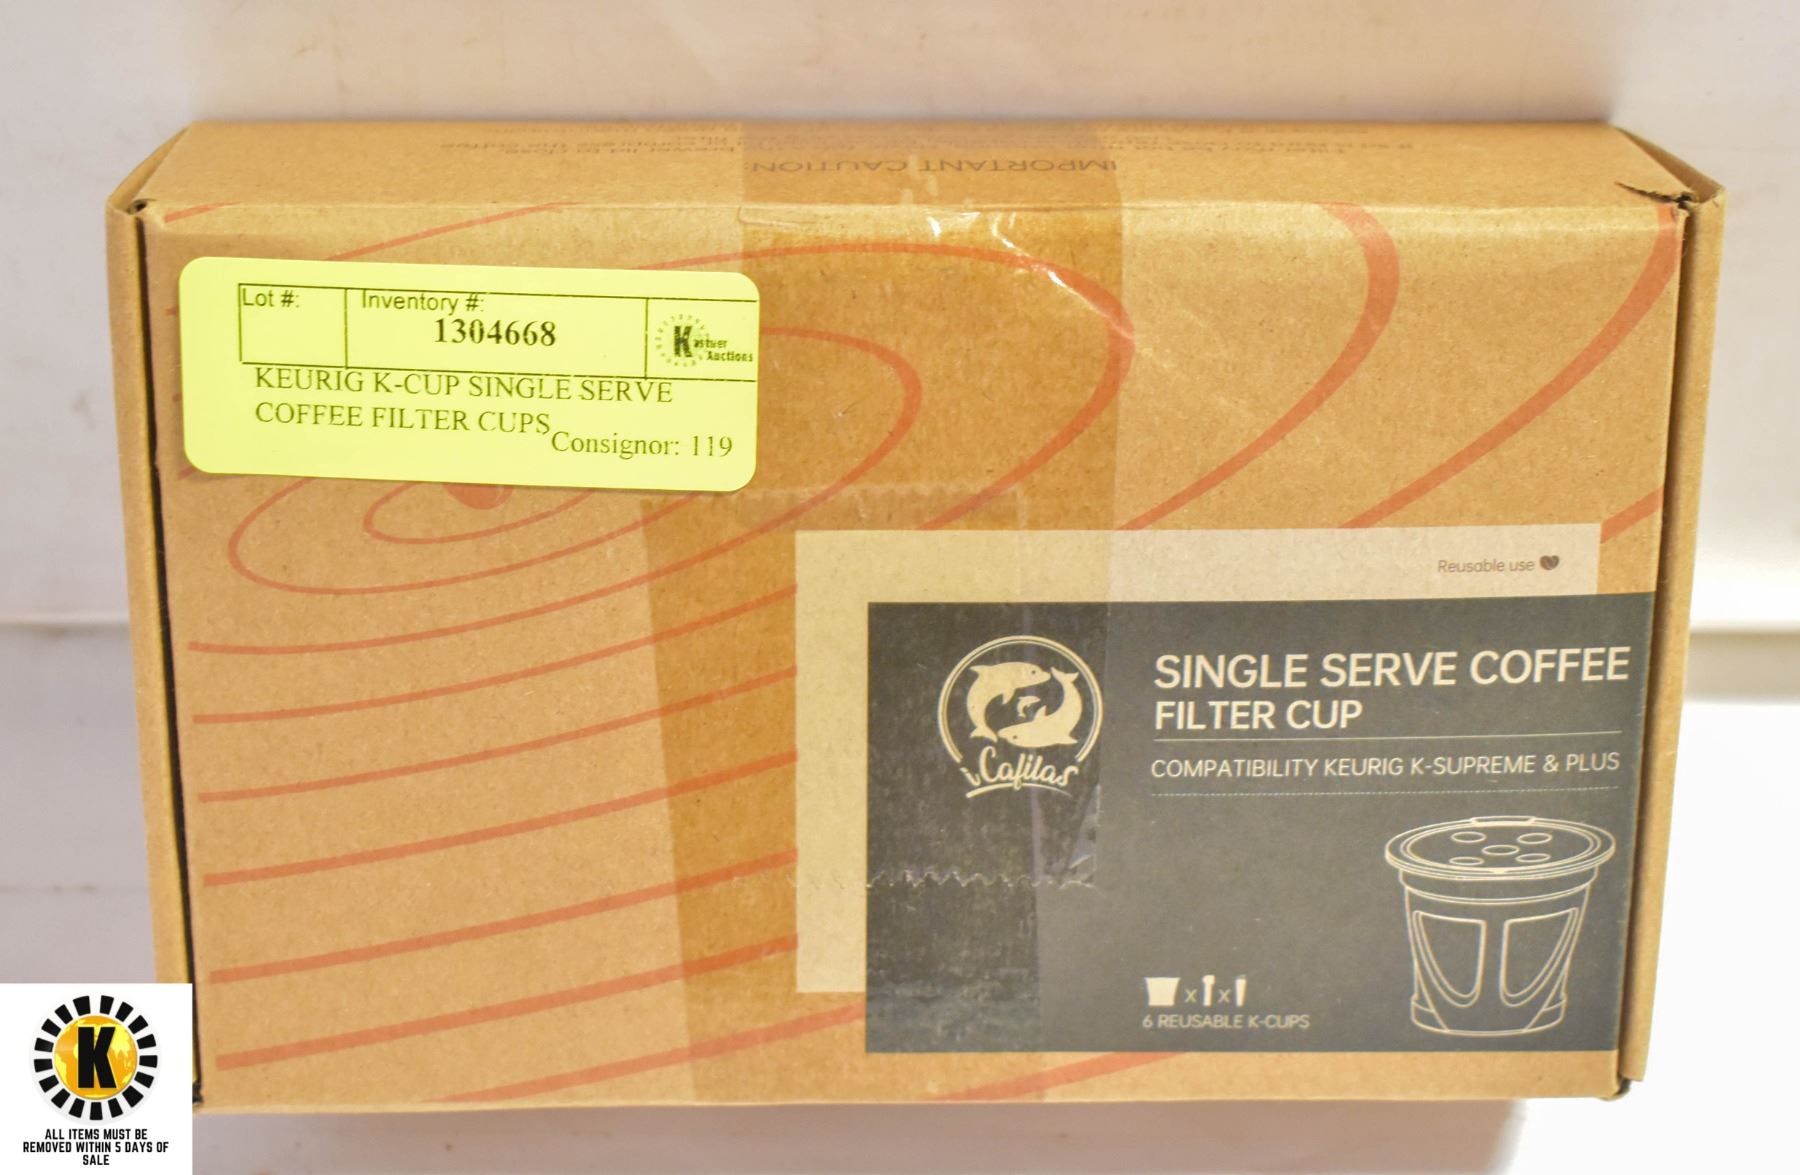 IMPORTANT CAUTION:
Lot #:
Inventory #:
1304668
Kastner
Auctions
KEURIG K-CUP SINGLE SERVE
COFFEE FILTER CUPS
Consignor: 119
Reusable use
SINGLE SERVE COFFEE
FILTER CUP
COMPATIBILITY KEURIG K-SUPREME & PLUS
iCafilas
x x
6 REUSABLE K-CUPS
K
ALL ITEMS MUST BE
REMOVED WITHIN 5 DAYS OF
SALE